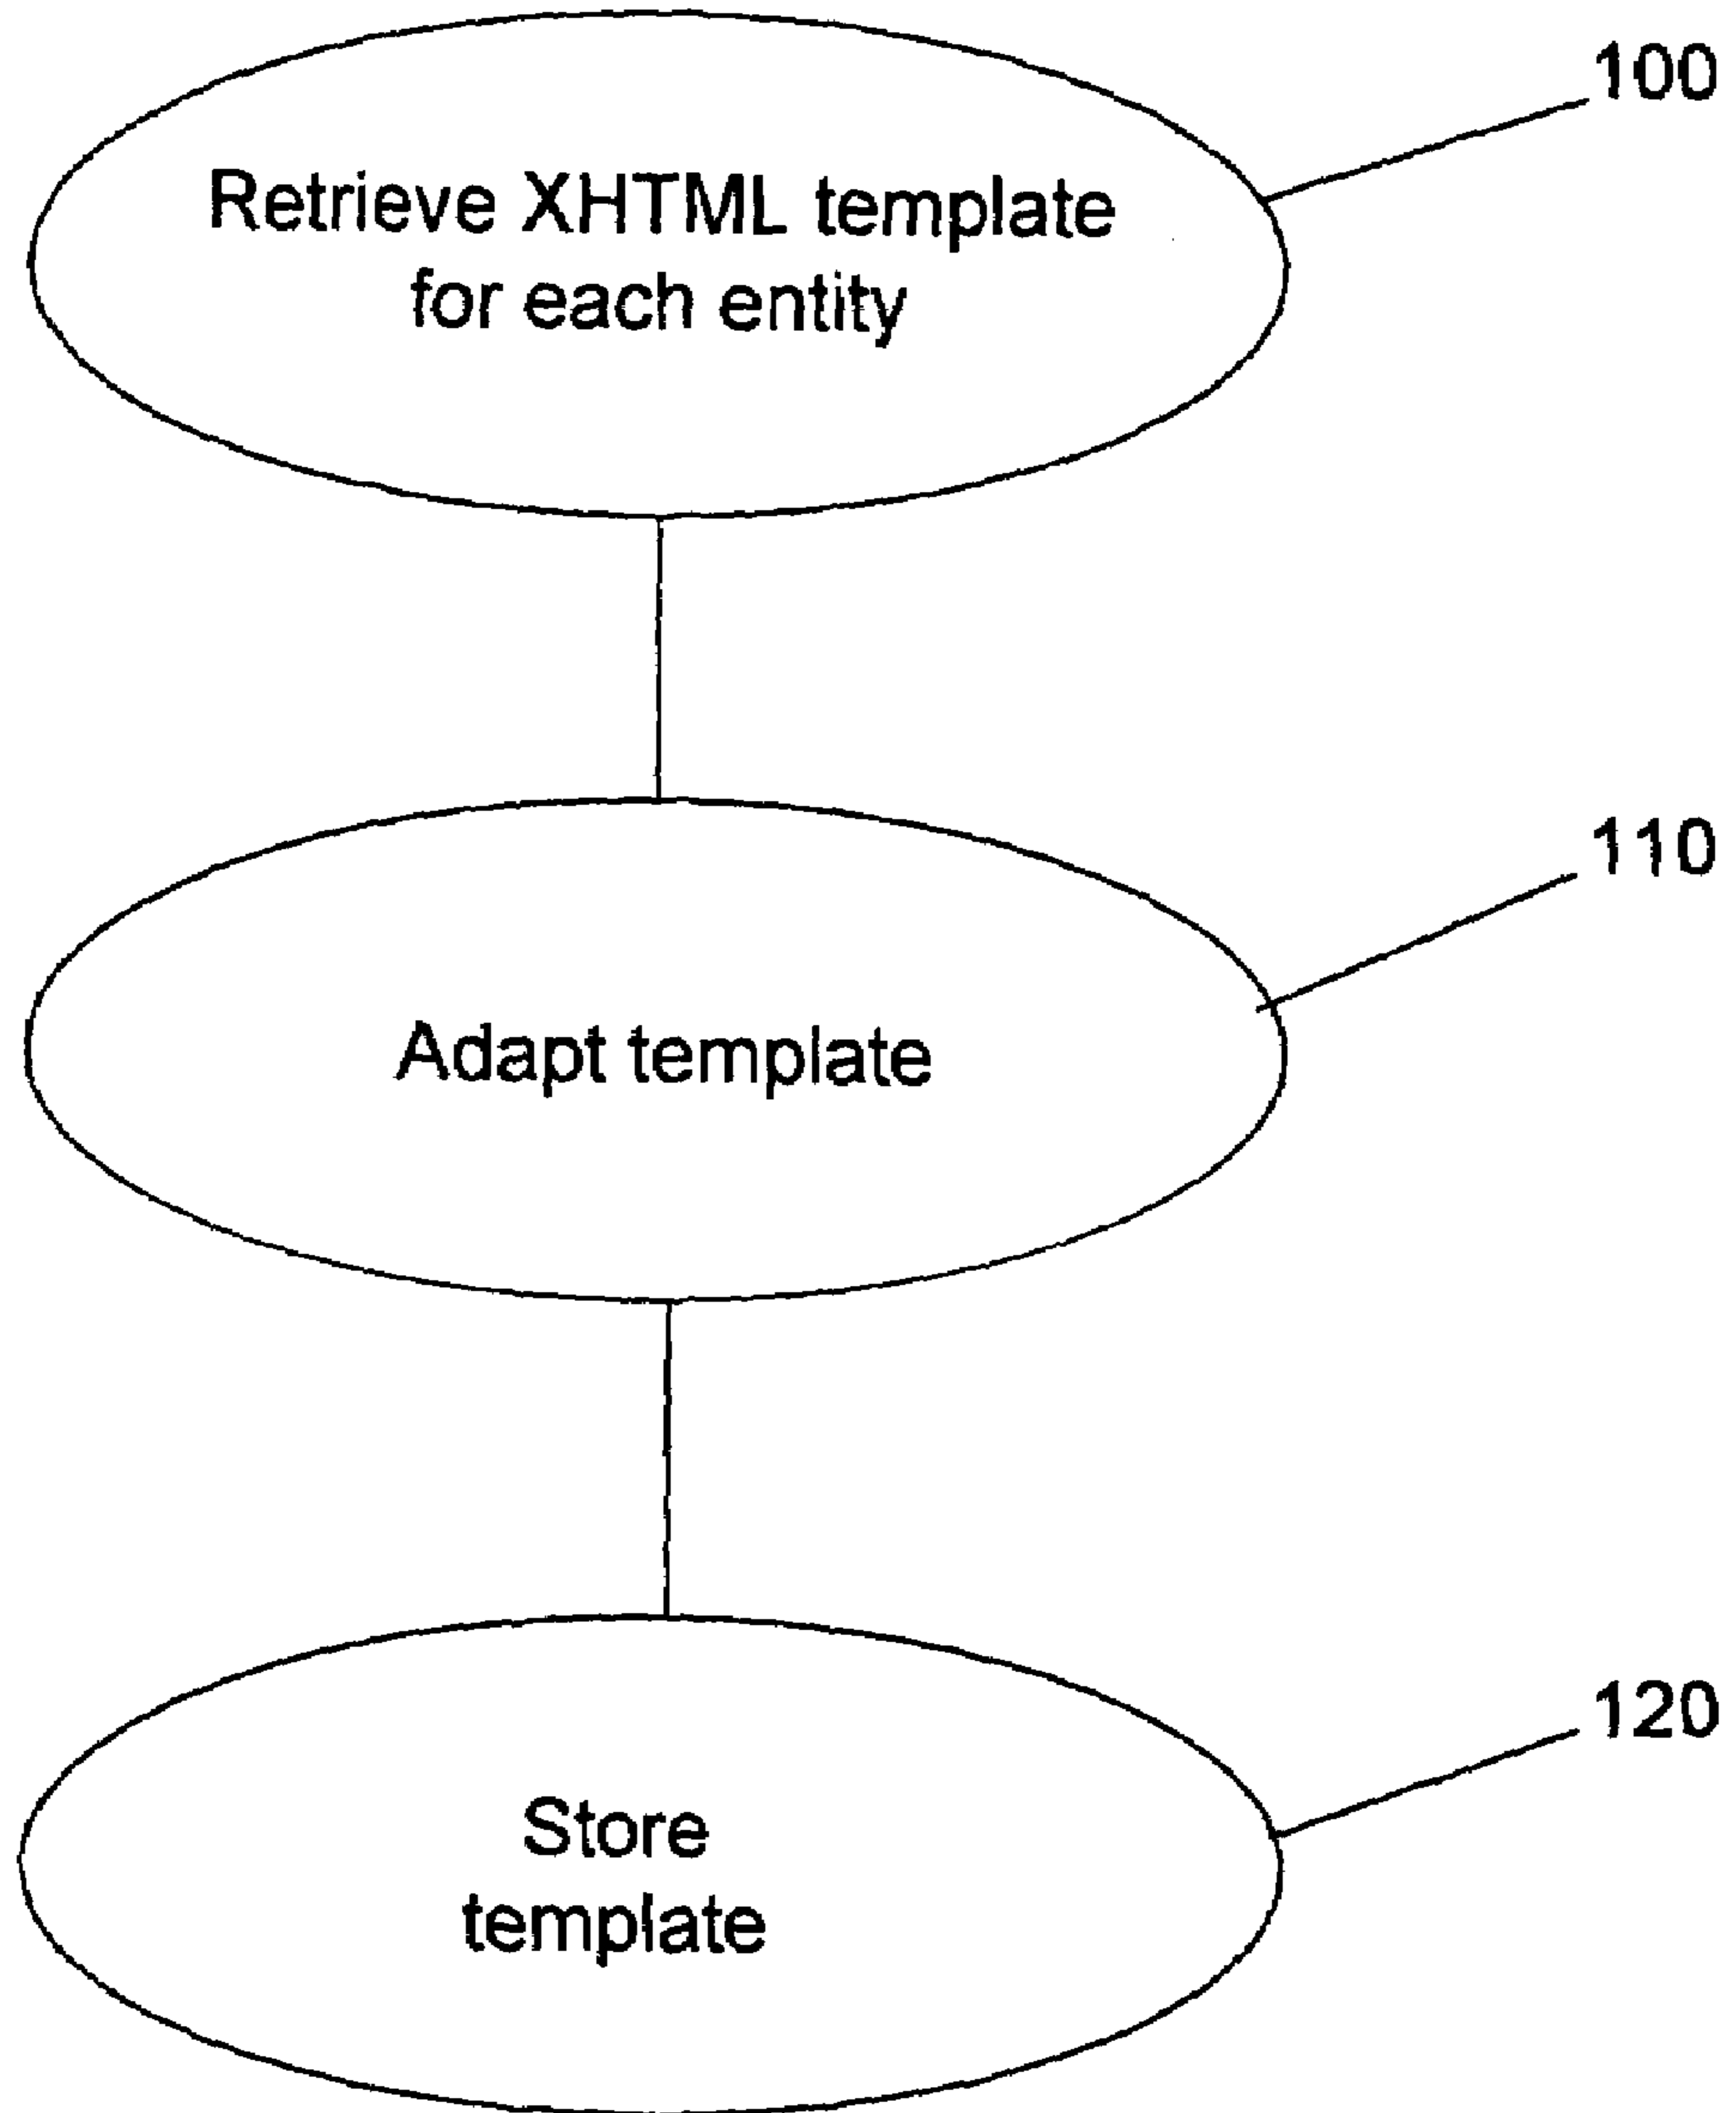 100
Retrieve XHTML template
for each entity
110
Adapt template
120
Store
template